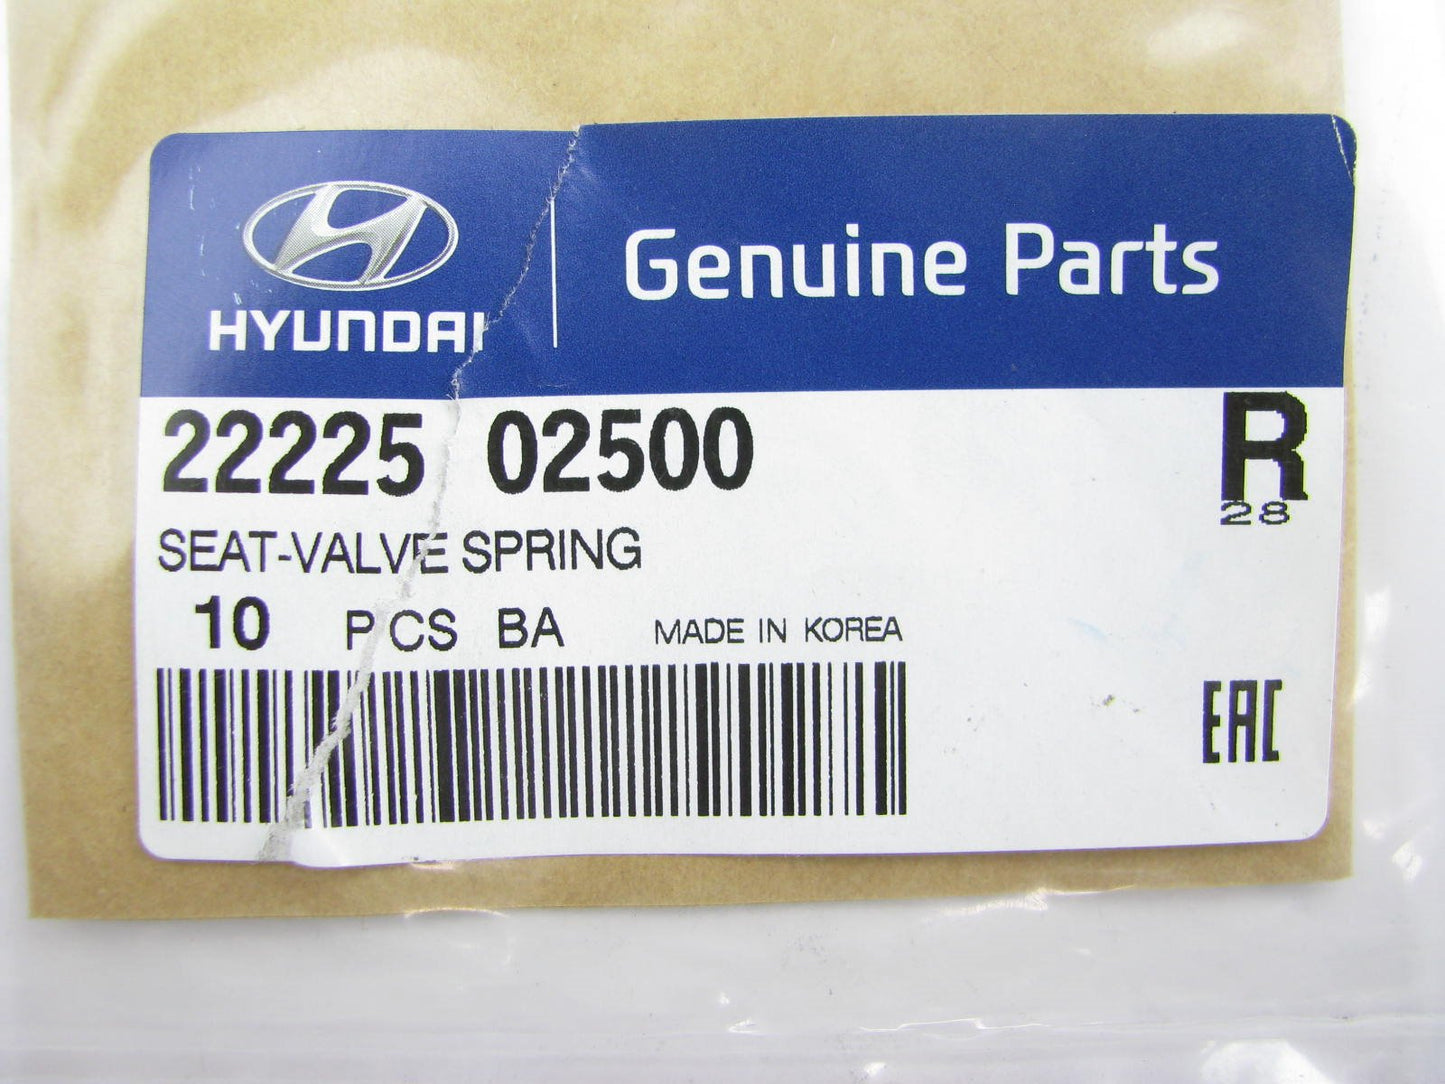 HYUNDAI
Genuine Parts
22225 02500
R
28
SEAT-VALVE SPRING
10 PCS BA MADE IN KOREA
EAC